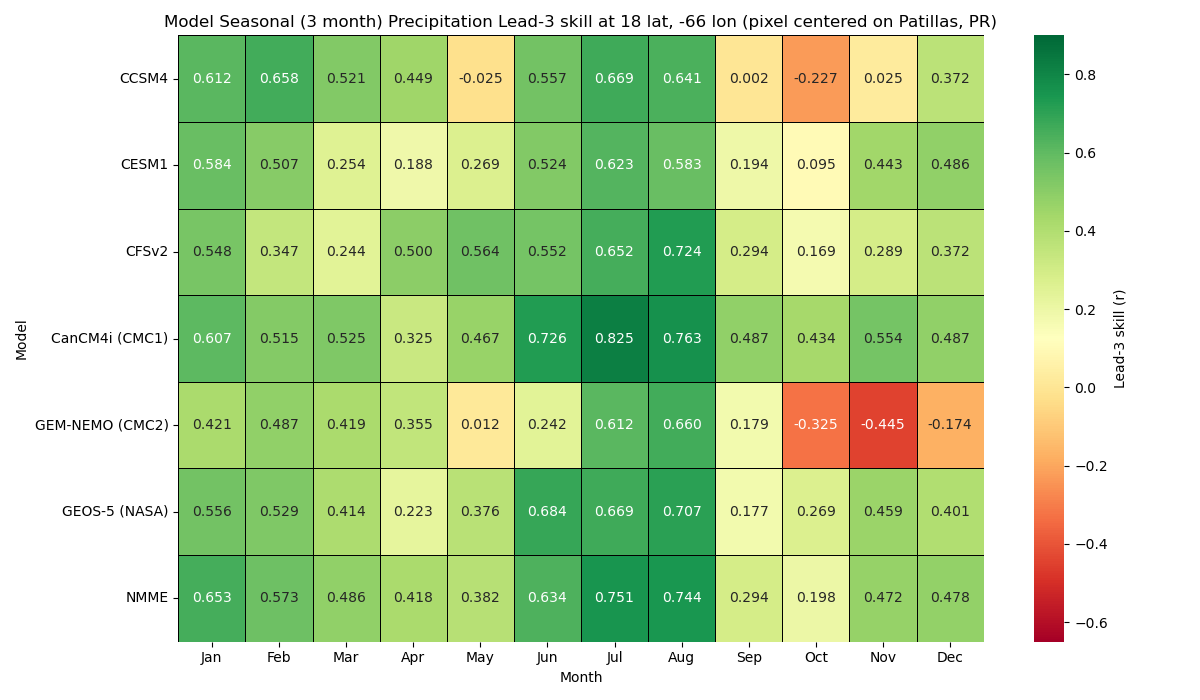 Model Seasonal (3 month) Precipitation Lead-3 skill at 18 lat, -66 lon (pixel centered on Patillas, PR)
CCSM4 0.612 0.658 0.521 0.449 -0.025 0.557 0.669 0.641 0.002 -0.227 0.025 0.372
CESM1 0.584 0.507 0.254 0.188 0.269 0.524 0.623 0.583 0.194 0.095 0.443 0.486
CFSv2 0.548 0.347 0.244 0.500 0.564 0.552 0.652 0.724 0.294 0.169 0.289 0.372
CanCM4i (CMC1) 0.607 0.515 0.525 0.325 0.467 0.726 0.825 0.763 0.487 0.434 0.554 0.487
GEM-NEMO (CMC2) 0.421 0.487 0.419 0.355 0.012 0.242 0.612 0.660 0.179 -0.325 -0.445 -0.174
GEOS-5 (NASA) 0.556 0.529 0.414 0.223 0.376 0.684 0.669 0.707 0.177 0.269 0.459 0.401
NMME 0.653 0.573 0.486 0.418 0.382 0.634 0.751 0.744 0.294 0.198 0.472 0.478
Jan Feb Mar Apr May Jun Jul Aug Sep Oct Nov Dec
Month
Model
0.8
0.6
0.4
0.2
0.0
−0.2
−0.4
−0.6
Lead-3 skill (r)